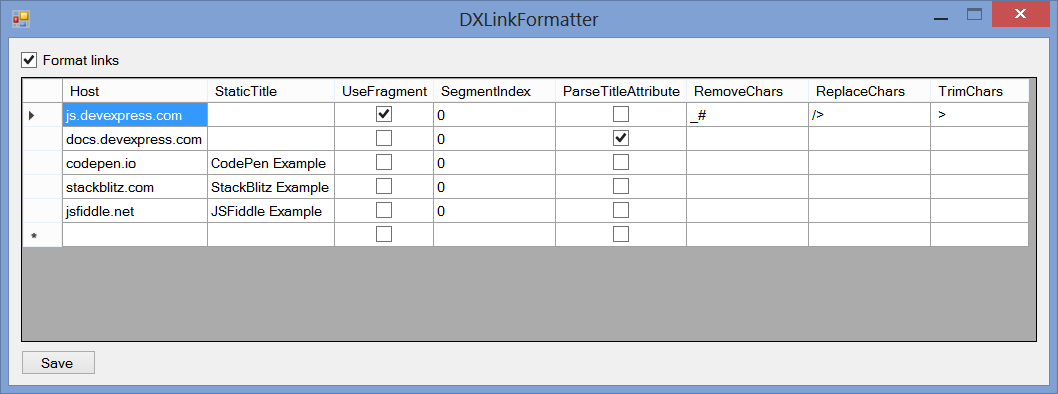 DXLinkFormatter
Format links
Host StaticTitle UseFragment SegmentIndex ParseTitleAttribute RemoveChars ReplaceChars TrimChars
js.devexpress.com 0 _# /> >
docs.devexpress.com 0
codepen.io CodePen Example 0
stackblitz.com StackBlitz Example 0
jsfiddle.net JSFiddle Example 0
*
Save